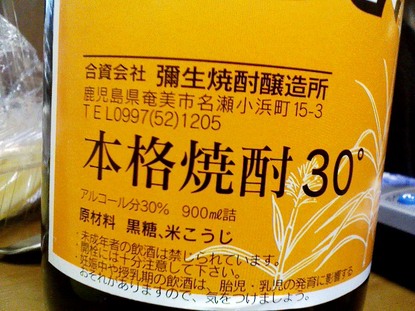 合資会社 彌生焼酎醸造所
鹿児島県奄美市名瀬小浜町15-3
TEL0997(52)1205
本格焼酎30°
アルコール分30% 900ml詰
原材料 黒糖、米こうじ
・未成年者の飲酒は禁じられています。
・飲酒には十分注意して下さい。
・妊娠中や授乳期の飲酒は、胎児・乳児の発育に影響する
おそれがありますので、気をつけましょう。